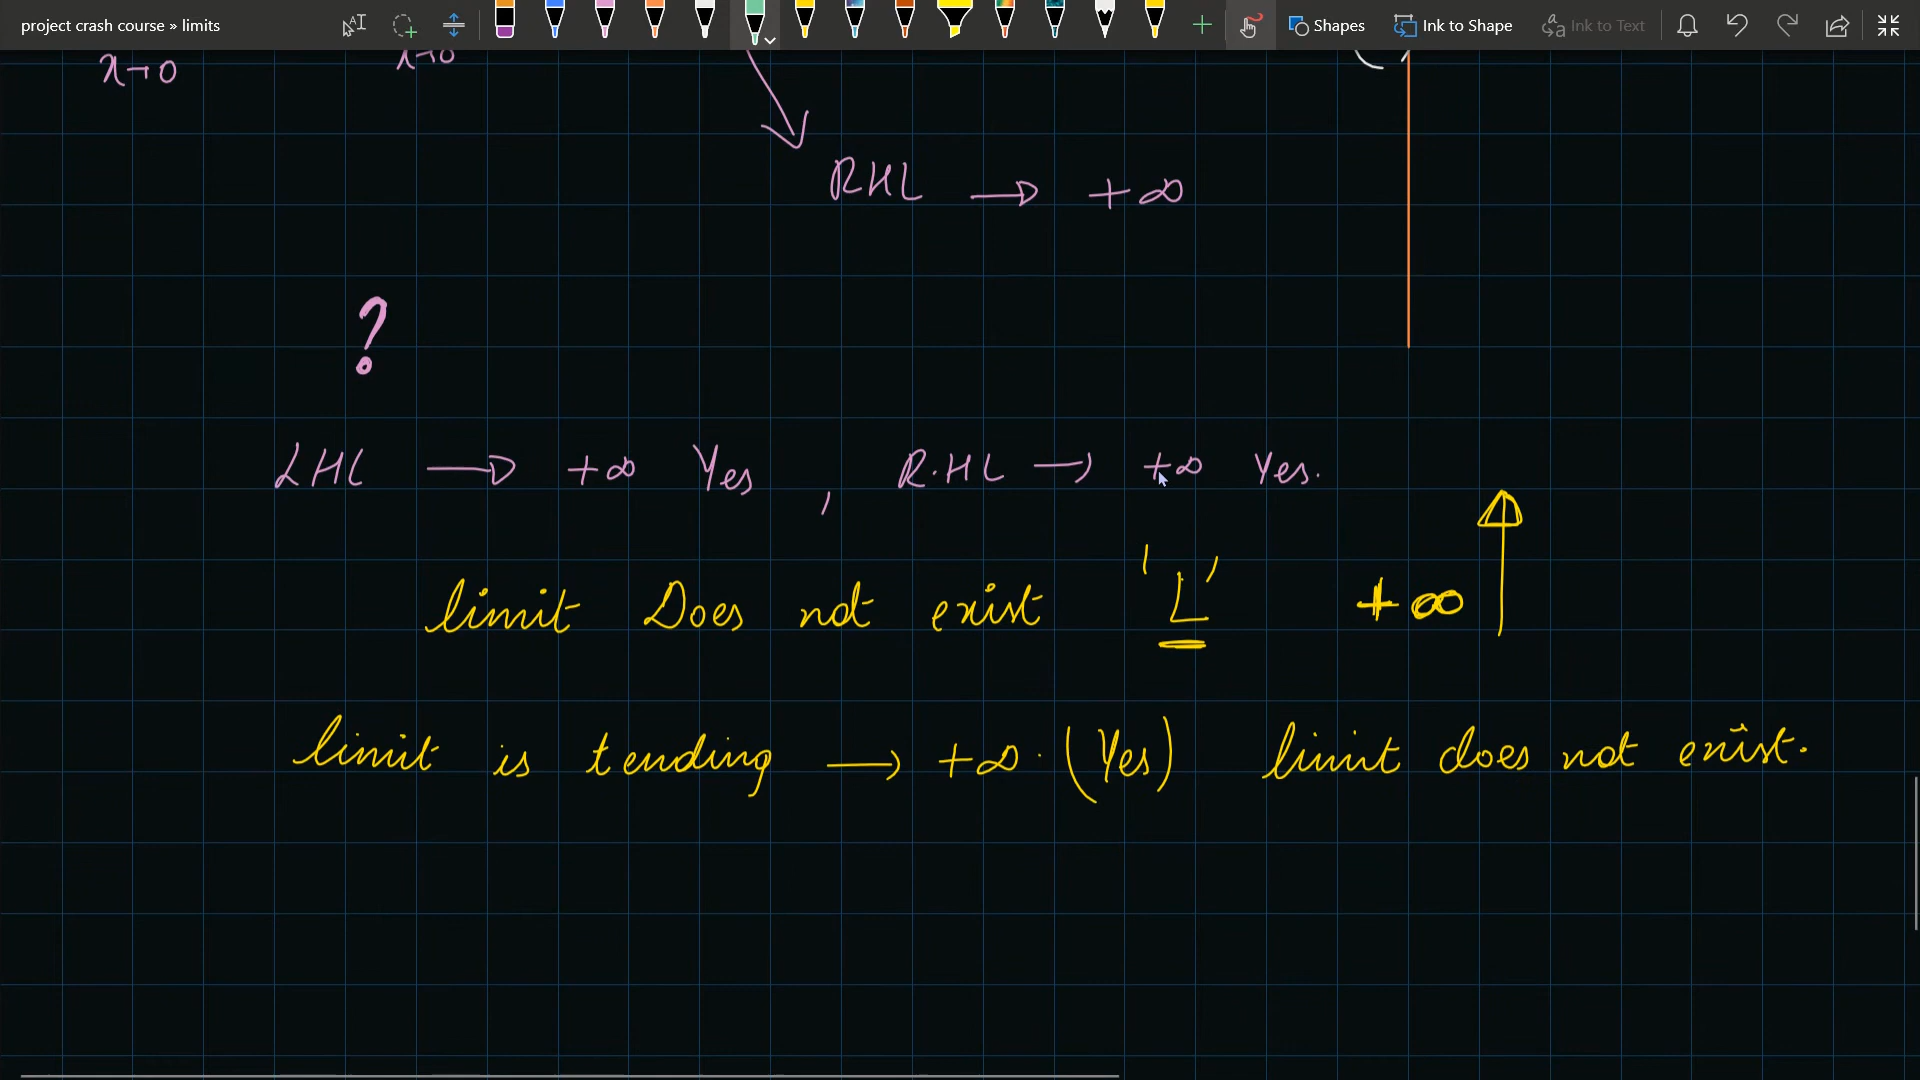 project crash course » limits Shapes Ink to Shape Ink to Text
x→0 x→0
RHL → +∞
?
LHL → +∞ Yes , R.HL → +∞ Yes.
limit Does not exist 'L' +∞
limit is tending → +∞. (Yes) limit does not exist.